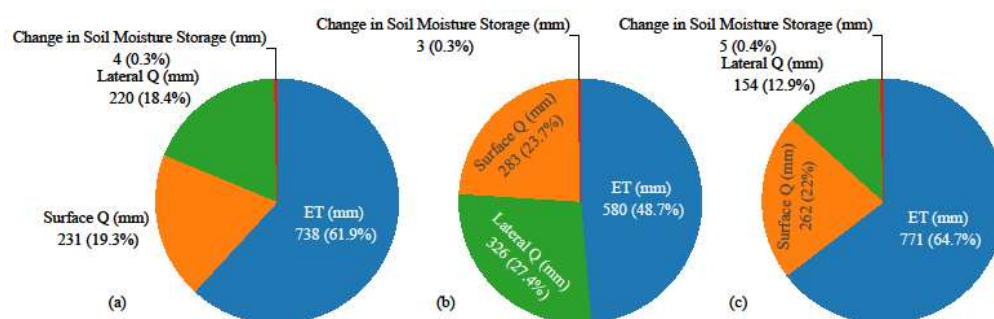 Change in Soil Moisture Storage (mm)
4 (0.3%)
Lateral Q (mm)
220 (18.4%)
Surface Q (mm)
231 (19.3%)
ET (mm)
738 (61.9%)
(a)
Change in Soil Moisture Storage (mm)
3 (0.3%)
Surface Q (mm)
283 (23.7%)
ET (mm)
580 (48.7%)
Lateral Q (mm)
326 (27.4%)
(b)
Change in Soil Moisture Storage (mm)
5 (0.4%)
Lateral Q (mm)
154 (12.9%)
Surface Q (mm)
262 (22%)
ET (mm)
771 (64.7%)
(c)